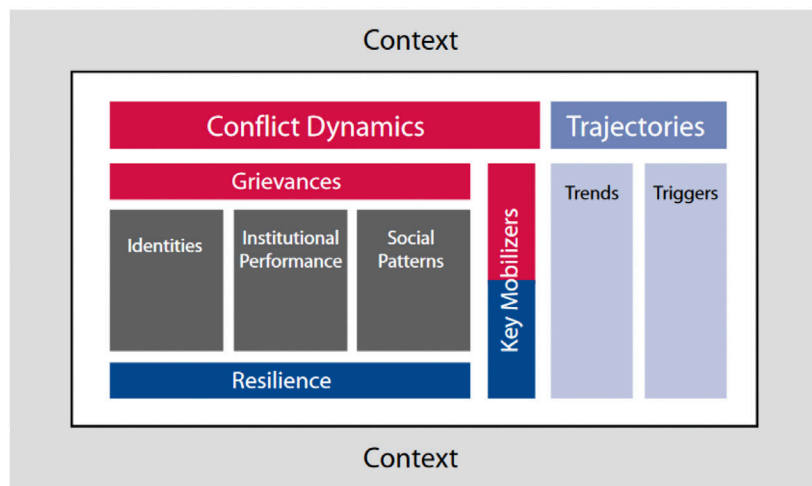 Context
Conflict Dynamics
Trajectories
Grievances
Identities
Institutional
Performance
Social
Patterns
Resilience
Key Mobilizers
Trends
Triggers
Context